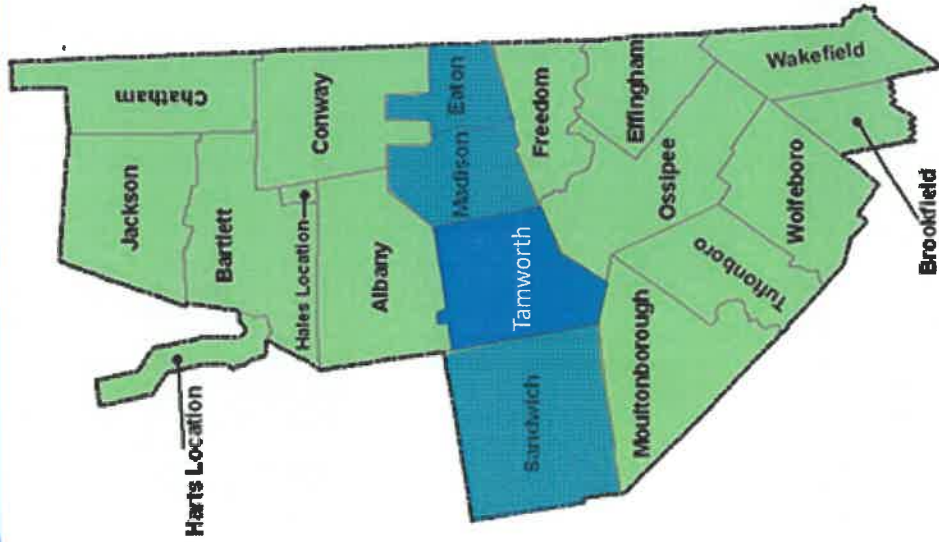 Chatham
Jackson
Conway
Bartlett
Hales Location
Albany
Harts Location
Eaton
Madison
Freedom
Effingham
Wakefield
Tamworth
Ossipee
Sandwich
Moultonborough
Tuftonboro
Wolfeboro
Brookfield